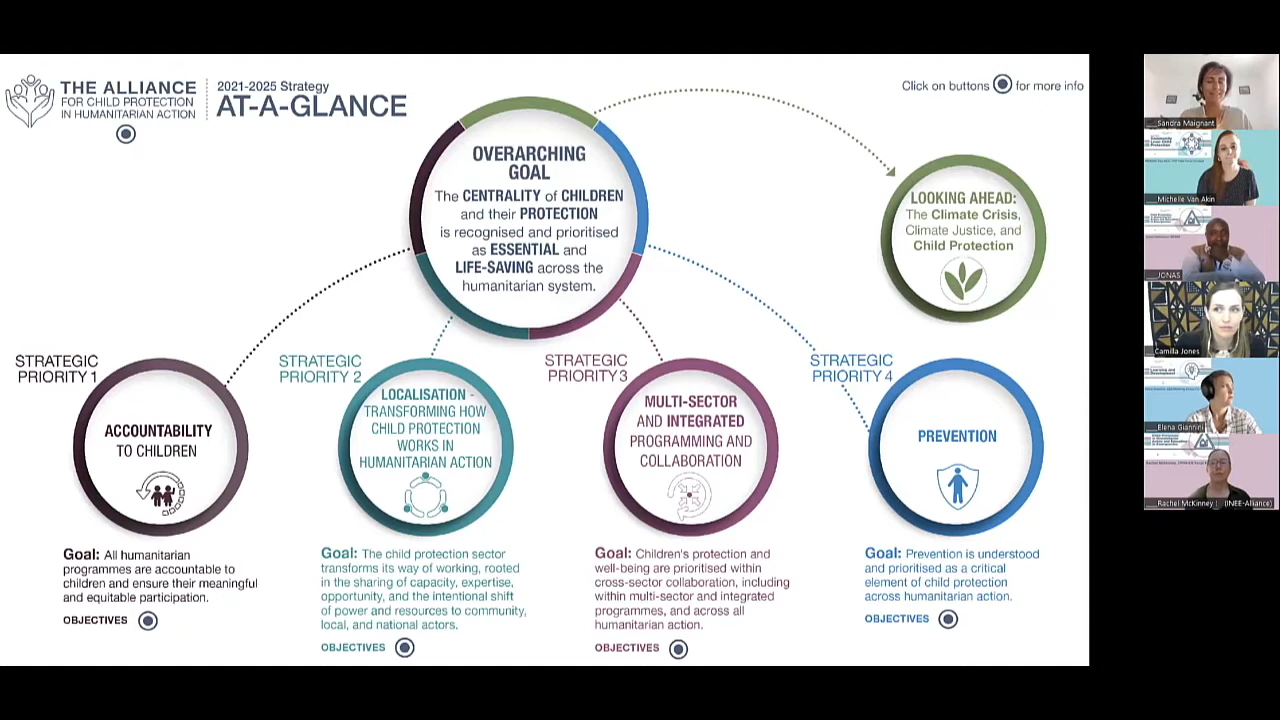 THE ALLIANCE
FOR CHILD PROTECTION
IN HUMANITARIAN ACTION
2021-2025 Strategy
AT-A-GLANCE
Click on buttons for more info
OVERARCHING
GOAL
The CENTRALITY of CHILDREN
and their PROTECTION
is recognised and prioritised
as ESSENTIAL and
LIFE-SAVING across the
humanitarian system.
LOOKING AHEAD:
The Climate Crisis,
Climate Justice, and
Child Protection
STRATEGIC
PRIORITY 1
ACCOUNTABILITY
TO CHILDREN
Goal: All humanitarian
programmes are accountable to
children and ensure their meaningful
and equitable participation.
OBJECTIVES
STRATEGIC
PRIORITY 2
LOCALISATION -
TRANSFORMING HOW
CHILD PROTECTION
WORKS IN
HUMANITARIAN ACTION
Goal: The child protection sector
transforms its way of working, rooted
in the sharing of capacity, expertise,
opportunity, and the intentional shift
of power and resources to community,
local, and national actors.
OBJECTIVES
STRATEGIC
PRIORITY 3
MULTI-SECTOR
AND INTEGRATED
PROGRAMMING AND
COLLABORATION
Goal: Children's protection and
well-being are prioritised within
cross-sector collaboration, including
within multi-sector and integrated
programmes, and across all
humanitarian action.
OBJECTIVES
STRATEGIC
PRIORITY 4
PREVENTION
Goal: Prevention is understood
and prioritised as a critical
element of child protection
across humanitarian action.
OBJECTIVES
Sandra Maignant
Michelle Van Akin
JONAS
Camilla Jones
Learning and
Development
Elena Giannini
Rachel McKinney | (INEE-Alliance)